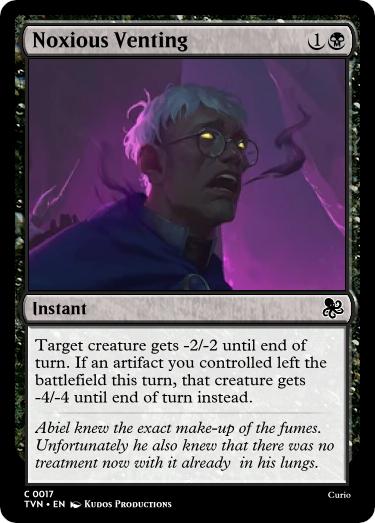 Noxious Venting 1
Instant
Target creature gets -2/-2 until end of
turn. If an artifact you controlled left the
battlefield this turn, that creature gets
-4/-4 until end of turn instead.
Abiel knew the exact make-up of the fumes.
Unfortunately he also knew that there was no
treatment now with it already  in his lungs.
C 0017
TVN • EN Kudos Productions
Curio